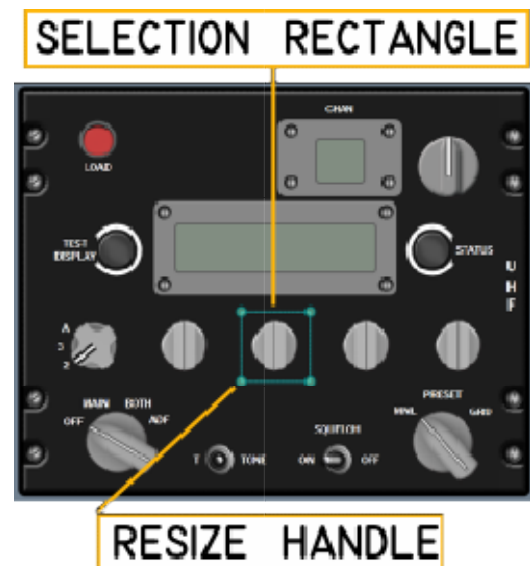 SELECTION RECTANGLE
CHAN
LOAD
TEST
DISPLAY
STATUS
U
H
F
A
3
2
MAIN BOTH
OFF ADF
PRESET
MNL GRD
SQUELCH
T TONE
ON OFF
RESIZE HANDLE